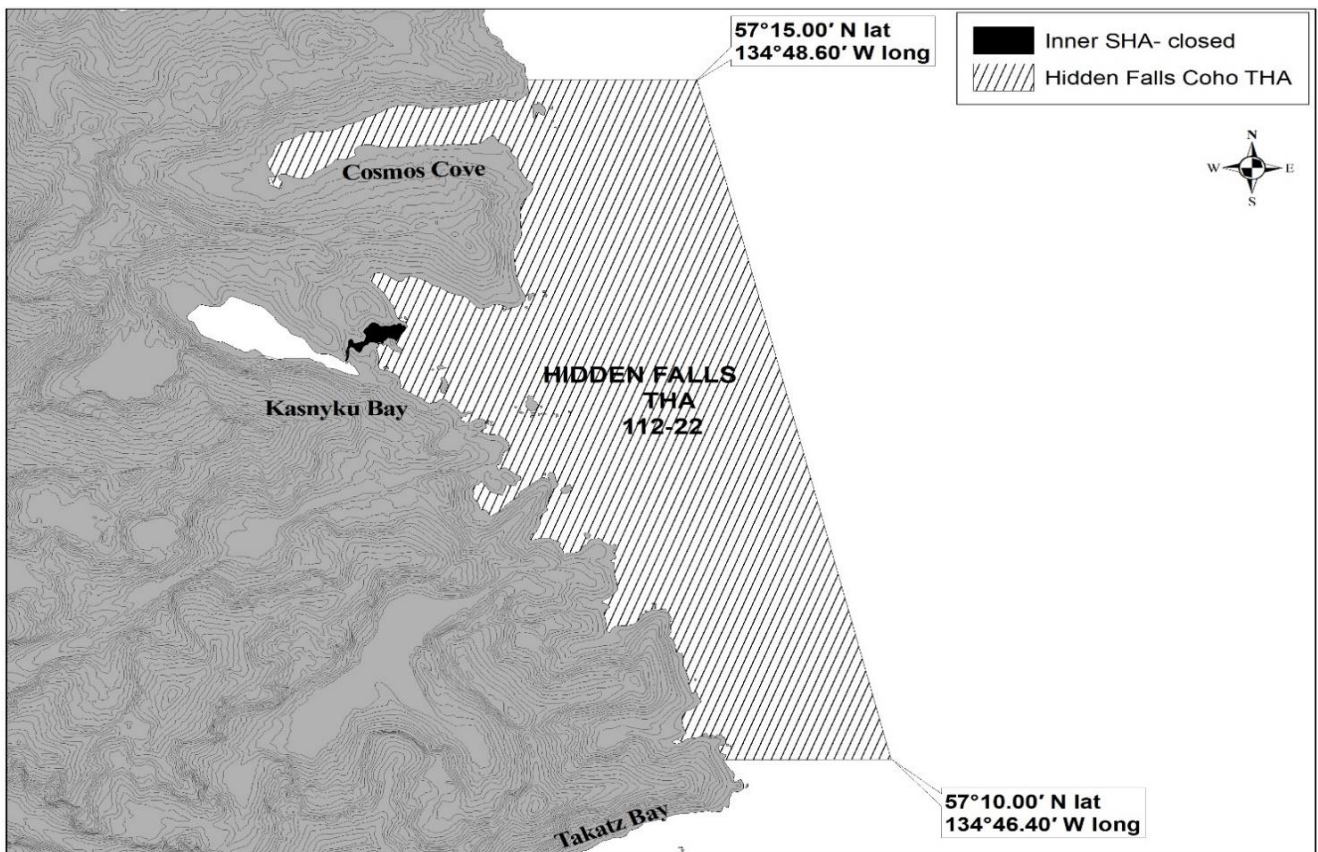 57°15.00′ N lat
134°48.60′ W long
Inner SHA- closed
Hidden Falls Coho THA
N
W E
S
Cosmos Cove
HIDDEN FALLS
THA
112-22
Kasnyku Bay
57°10.00′ N lat
134°46.40′ W long
Takatz Bay